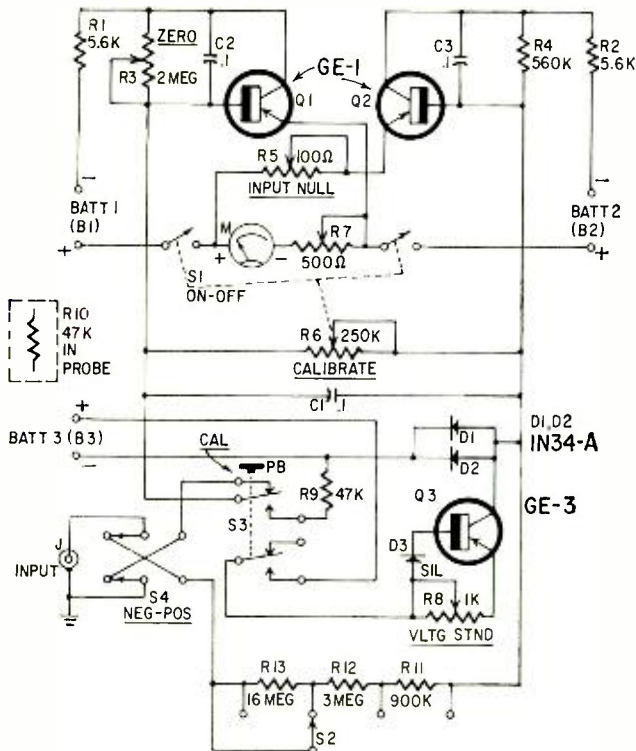 R1
5.6K
ZERO
R3
2 MEG
C2
.1
GE-1
Q1
Q2
C3
.1
R4
560K
R2
5.6K
R5
100Ω
INPUT NULL
−
BATT 1
(B1)
+
M
+
−
R7
500Ω
S1
ON-OFF
−
BATT 2
(B2)
+
R10
47K
IN
PROBE
R6
250K
CALIBRATE
C1
.1
+
BATT 3 (B3)
−
CAL
PB
R9
47K
S3
D1
D2
D1,D2
IN34-A
Q3
GE-3
D3
SIL
R8
1K
VLTG STND
J
INPUT
S4
NEG-POS
R13
16 MEG
R12
3MEG
R11
900K
S2